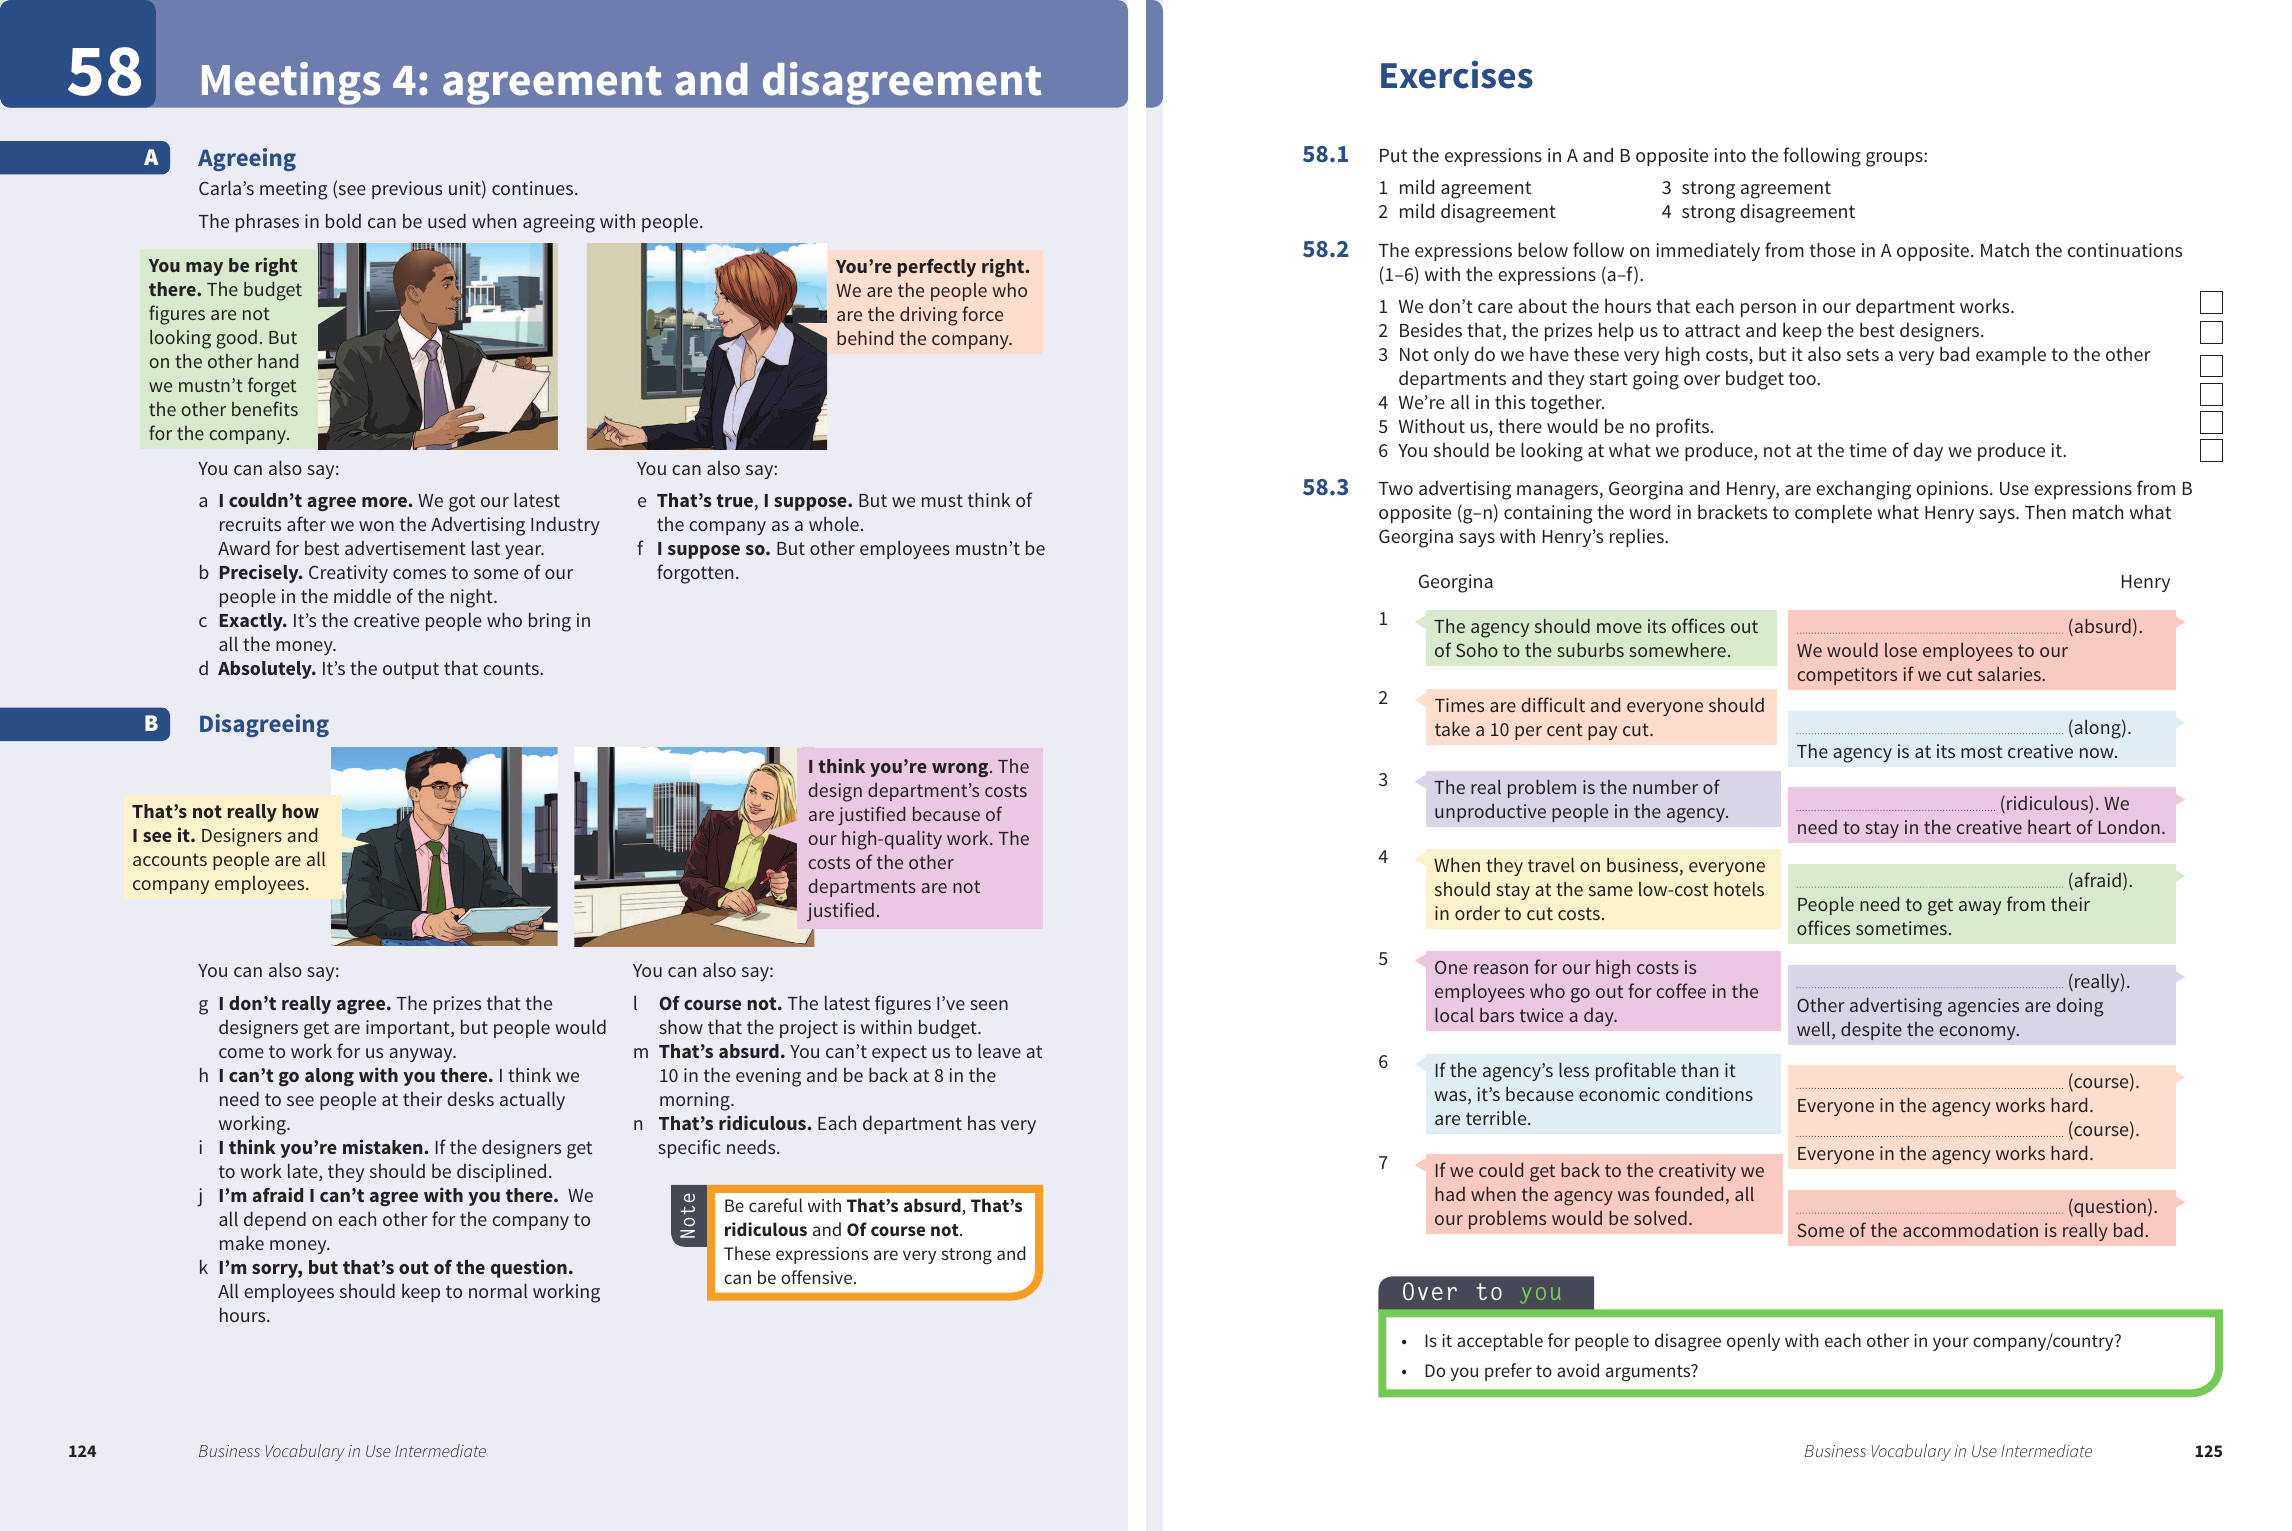 58
Meetings 4: agreement and disagreement
A
Agreeing
Carla’s meeting (see previous unit) continues.
The phrases in bold can be used when agreeing with people.
You may be right
there. The budget
figures are not
looking good. But
on the other hand
we mustn’t forget
the other benefits
for the company.
You’re perfectly right.
We are the people who
are the driving force
behind the company.
You can also say:
a I couldn’t agree more. We got our latest
recruits after we won the Advertising Industry
Award for best advertisement last year.
b Precisely. Creativity comes to some of our
people in the middle of the night.
c Exactly. It’s the creative people who bring in
all the money.
d Absolutely. It’s the output that counts.
You can also say:
e That’s true, I suppose. But we must think of
the company as a whole.
f I suppose so. But other employees mustn’t be
forgotten.
B
Disagreeing
That’s not really how
I see it. Designers and
accounts people are all
company employees.
I think you’re wrong. The
design department’s costs
are justified because of
our high-quality work. The
costs of the other
departments are not
justified.
You can also say:
g I don’t really agree. The prizes that the
designers get are important, but people would
come to work for us anyway.
h I can’t go along with you there. I think we
need to see people at their desks actually
working.
i I think you’re mistaken. If the designers get
to work late, they should be disciplined.
j I’m afraid I can’t agree with you there. We
all depend on each other for the company to
make money.
k I’m sorry, but that’s out of the question.
All employees should keep to normal working
hours.
You can also say:
l Of course not. The latest figures I’ve seen
show that the project is within budget.
m That’s absurd. You can’t expect us to leave at
10 in the evening and be back at 8 in the
morning.
n That’s ridiculous. Each department has very
specific needs.
Note
Be careful with That’s absurd, That’s
ridiculous and Of course not.
These expressions are very strong and
can be offensive.
124
Business Vocabulary in Use Intermediate
Exercises
58.1 Put the expressions in A and B opposite into the following groups:
1 mild agreement 3 strong agreement
2 mild disagreement 4 strong disagreement
58.2 The expressions below follow on immediately from those in A opposite. Match the continuations
(1–6) with the expressions (a–f).
1 We don’t care about the hours that each person in our department works.
2 Besides that, the prizes help us to attract and keep the best designers.
3 Not only do we have these very high costs, but it also sets a very bad example to the other
departments and they start going over budget too.
4 We’re all in this together.
5 Without us, there would be no profits.
6 You should be looking at what we produce, not at the time of day we produce it.
58.3 Two advertising managers, Georgina and Henry, are exchanging opinions. Use expressions from B
opposite (g–n) containing the word in brackets to complete what Henry says. Then match what
Georgina says with Henry’s replies.
Georgina
1 The agency should move its offices out
of Soho to the suburbs somewhere.
2 Times are difficult and everyone should
take a 10 per cent pay cut.
3 The real problem is the number of
unproductive people in the agency.
4 When they travel on business, everyone
should stay at the same low-cost hotels
in order to cut costs.
5 One reason for our high costs is
employees who go out for coffee in the
local bars twice a day.
6 If the agency’s less profitable than it
was, it’s because economic conditions
are terrible.
7 If we could get back to the creativity we
had when the agency was founded, all
our problems would be solved.
Henry
(absurd).
We would lose employees to our
competitors if we cut salaries.
(along).
The agency is at its most creative now.
(ridiculous). We
need to stay in the creative heart of London.
(afraid).
People need to get away from their
offices sometimes.
(really).
Other advertising agencies are doing
well, despite the economy.
(course).
Everyone in the agency works hard.
(course).
Everyone in the agency works hard.
(question).
Some of the accommodation is really bad.
Over to you
• Is it acceptable for people to disagree openly with each other in your company/country?
• Do you prefer to avoid arguments?
Business Vocabulary in Use Intermediate
125